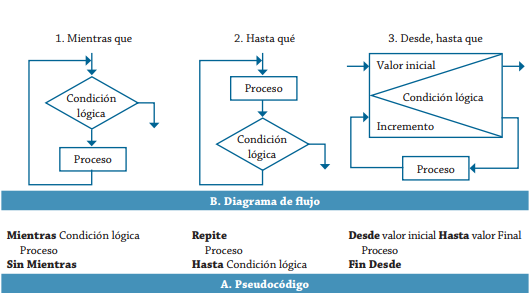 1. Mientras que
2. Hasta qué
3. Desde, hasta que
Condición
lógica
Proceso
Proceso
Condición
lógica
Valor inicial
Condición lógica
Incremento
Proceso
B. Diagrama de flujo
Mientras Condición lógica
Proceso
Sin Mientras
Repite
Proceso
Hasta Condición lógica
Desde valor inicial Hasta valor Final
Proceso
Fin Desde
A. Pseudocódigo